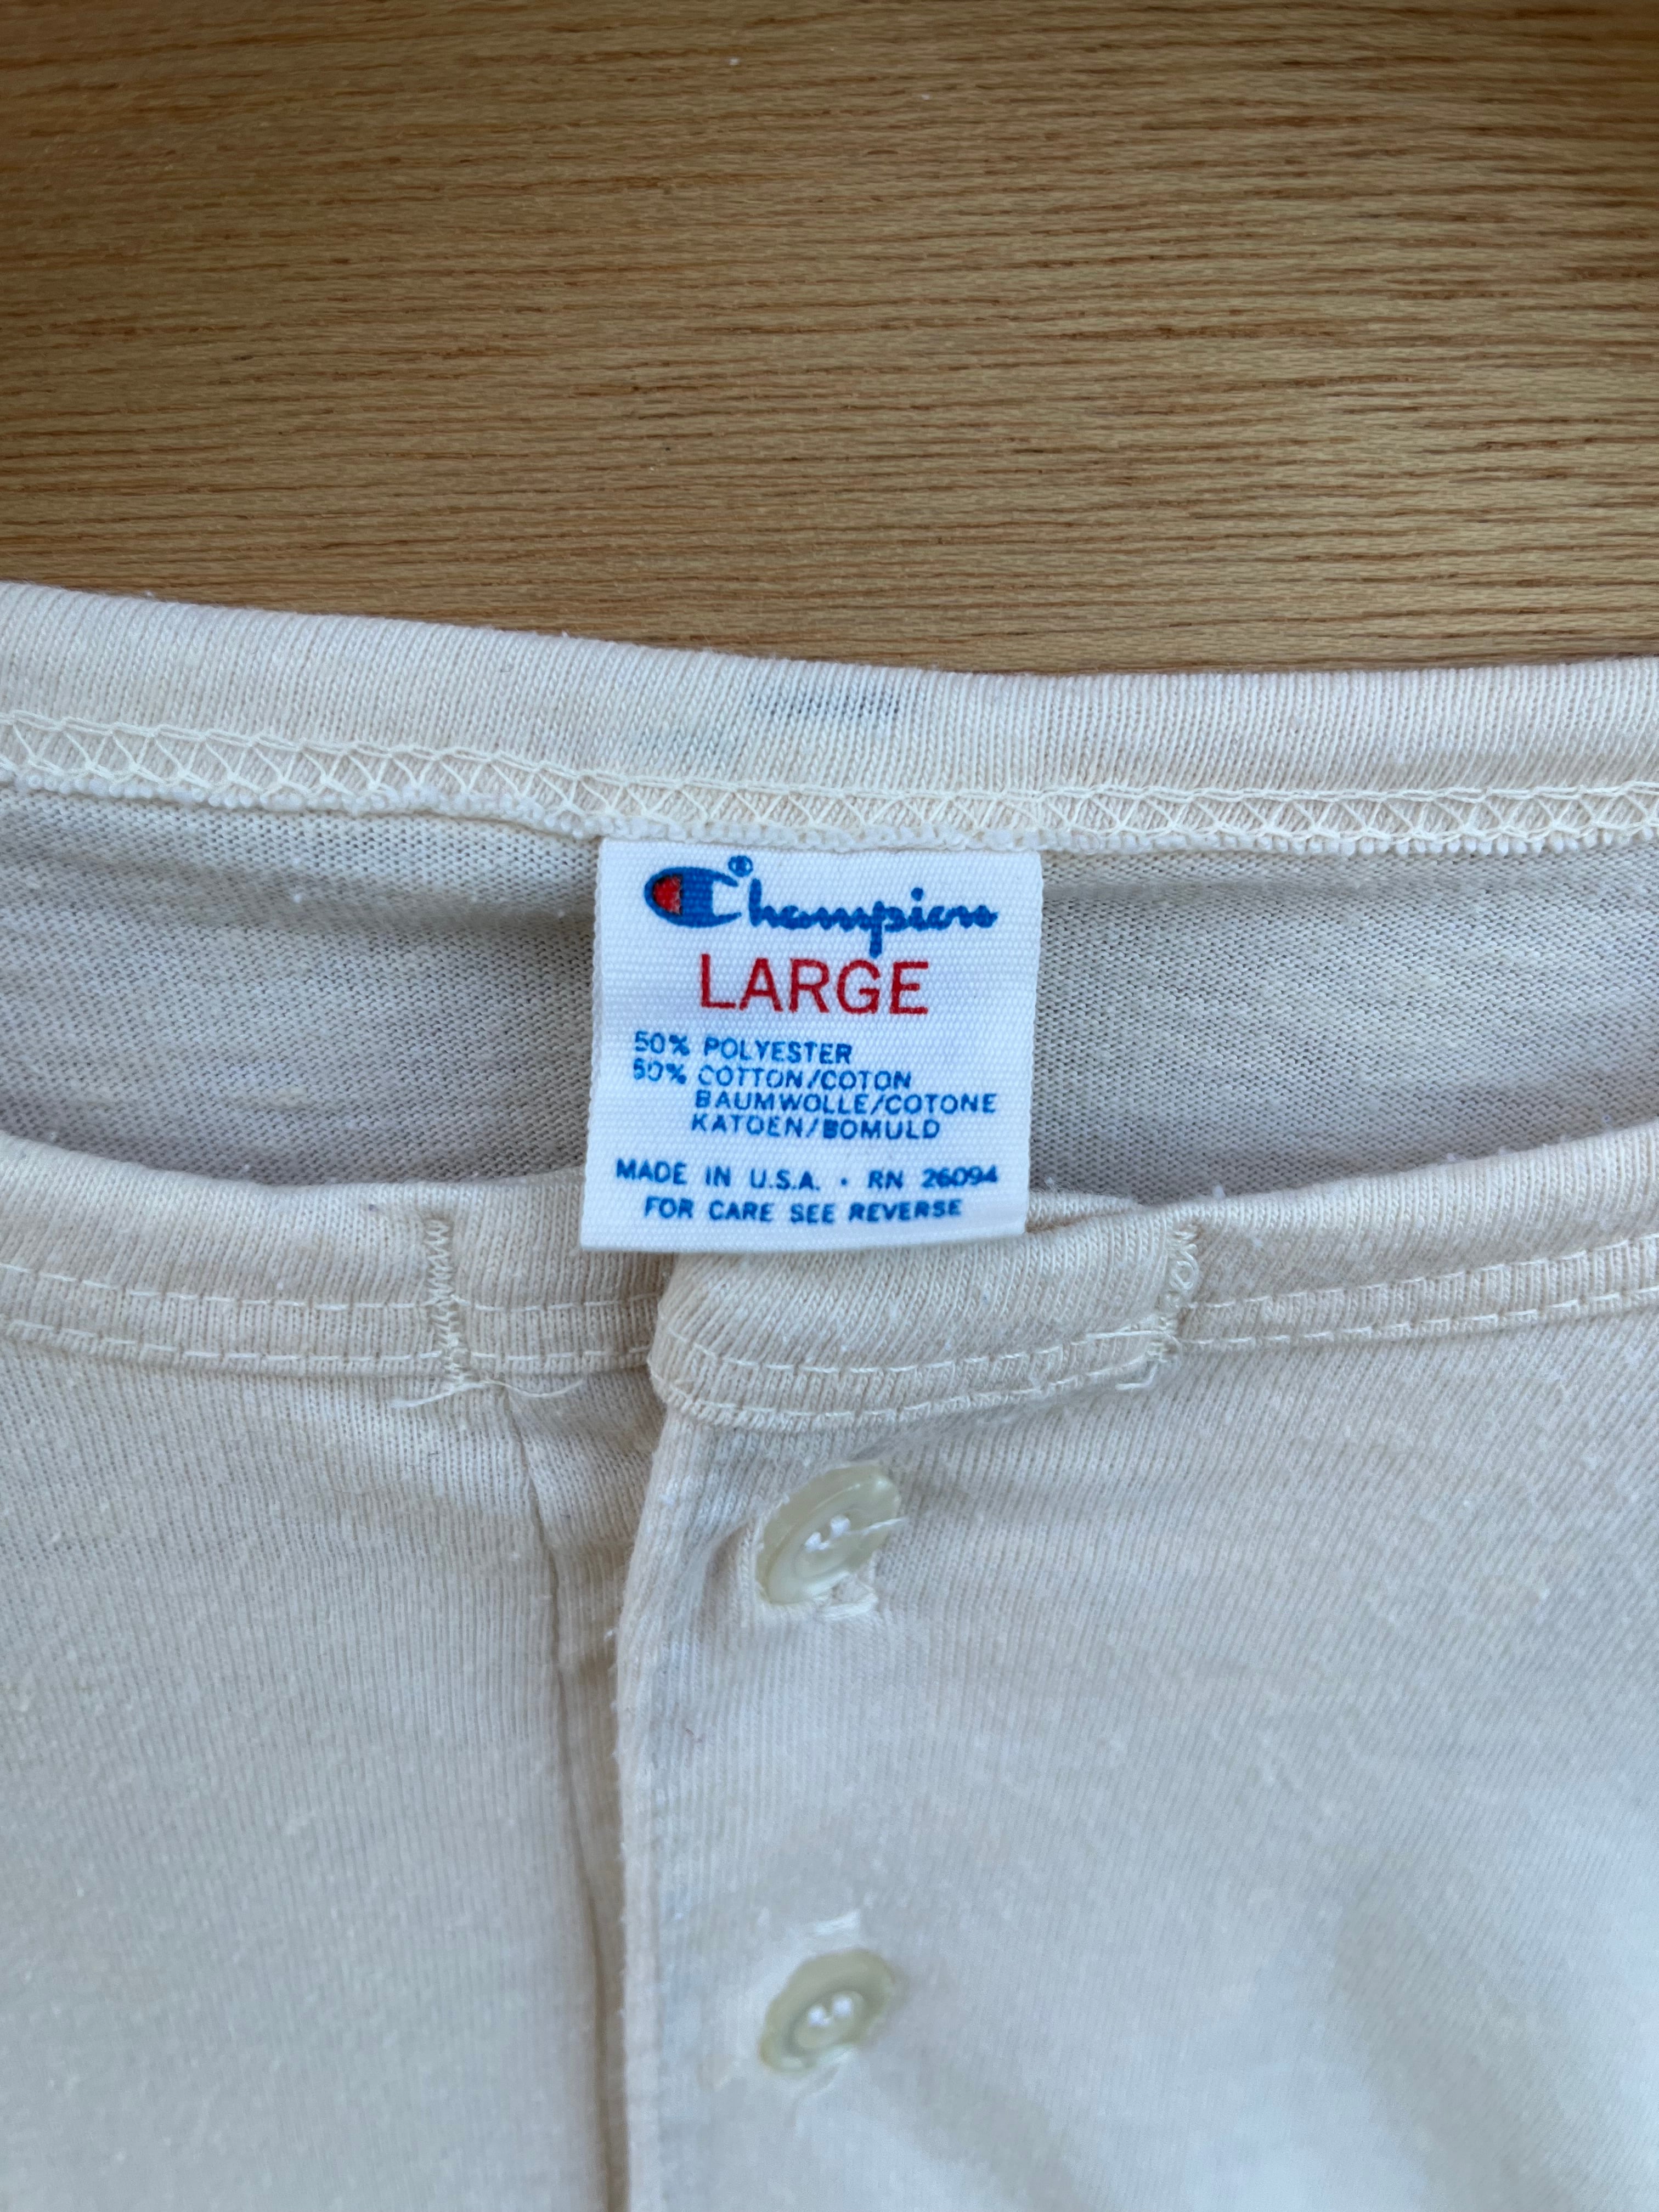 Champion®
LARGE
50% POLYESTER
50% COTTON/COTON
BAUMWOLLE/COTONE
KATOEN/BOMULD
MADE IN U.S.A. • RN 26094
FOR CARE SEE REVERSE